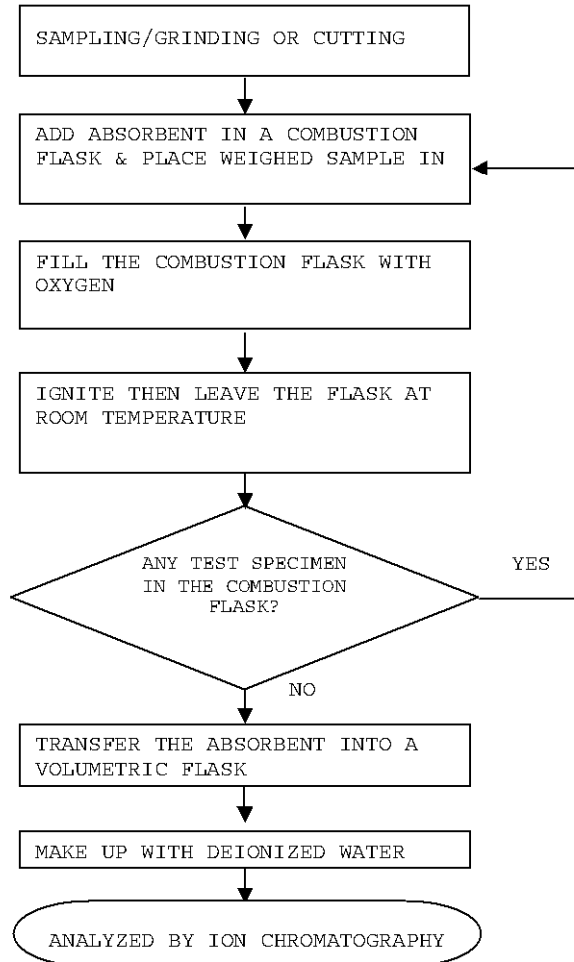 SAMPLING/GRINDING OR CUTTING
ADD ABSORBENT IN A COMBUSTION
FLASK & PLACE WEIGHED SAMPLE IN
FILL THE COMBUSTION FLASK WITH
OXYGEN
IGNITE THEN LEAVE THE FLASK AT
ROOM TEMPERATURE
ANY TEST SPECIMEN
IN THE COMBUSTION
FLASK?
YES
NO
TRANSFER THE ABSORBENT INTO A
VOLUMETRIC FLASK
MAKE UP WITH DEIONIZED WATER
ANALYZED BY ION CHROMATOGRAPHY